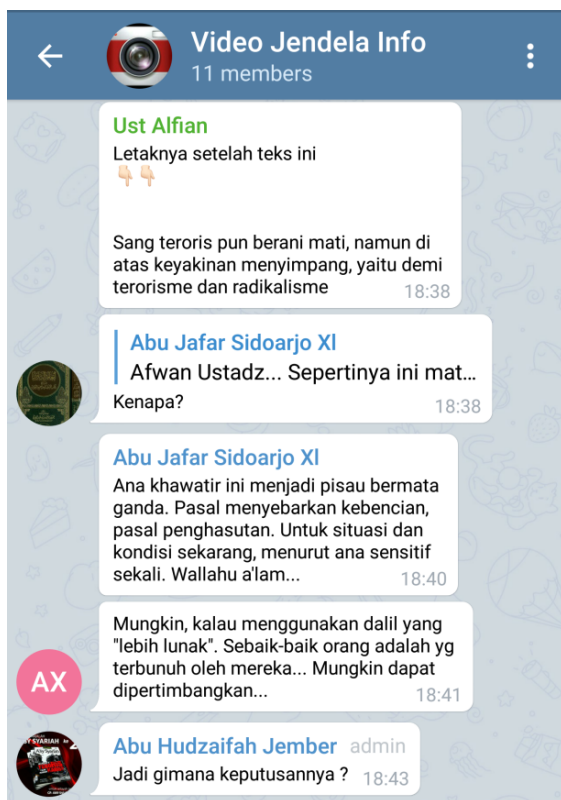 Video Jendela Info
11 members
Ust Alfian
Letaknya setelah teks ini
👇🏻👇🏻
Sang teroris pun berani mati, namun di
atas keyakinan menyimpang, yaitu demi
terorisme dan radikalisme
18:38
Abu Jafar Sidoarjo Xl
Afwan Ustadz... Sepertinya ini mat...
Kenapa?
18:38
Abu Jafar Sidoarjo Xl
Ana khawatir ini menjadi pisau bermata
ganda. Pasal menyebarkan kebencian,
pasal penghasutan. Untuk situasi dan
kondisi sekarang, menurut ana sensitif
sekali. Wallahu a'lam...
18:40
Mungkin, kalau menggunakan dalil yang
"lebih lunak". Sebaik-baik orang adalah yg
terbunuh oleh mereka... Mungkin dapat
dipertimbangkan...
18:41
AX
Abu Hudzaifah Jember admin
Jadi gimana keputusannya ?
18:43